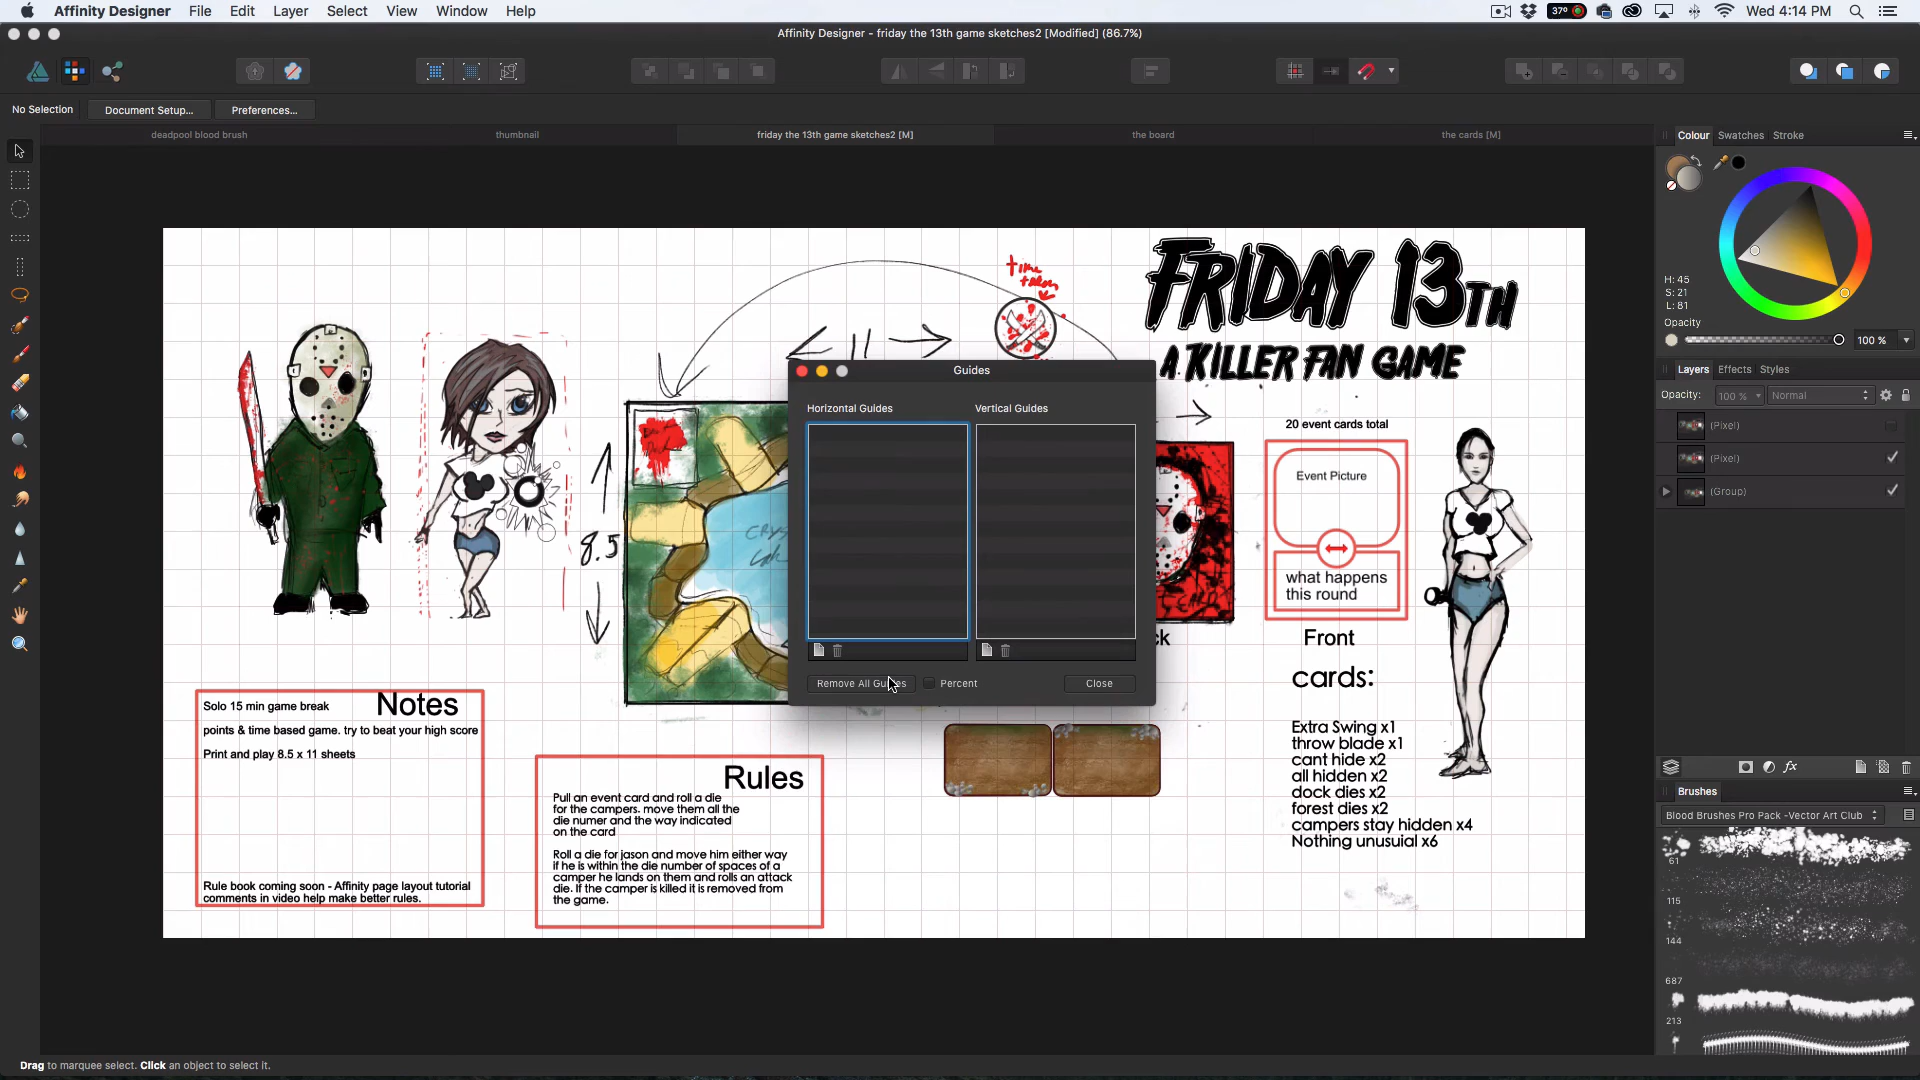 Affinity Designer File Edit Layer Select View Window Help
37° Wed 4:14 PM
Affinity Designer - friday the 13th game sketches2 [Modified] (86.7%)
No Selection Document Setup... Preferences...
deadpool blood brush thumbnail friday the 13th game sketches2 [M] the board the cards [M]
Colour Swatches Stroke
H: 45
S: 21
L: 81
Opacity
100 %
Layers Effects Styles
Opacity: 100 % Normal
(Pixel)
(Pixel)
(Group)
Brushes
Blood Brushes Pro Pack -Vector Art Club
61
115
144
687
213
time
token
FRIDAY 13TH
A KILLER FAN GAME
11
8.5
Guides
Horizontal Guides Vertical Guides
Remove All Guides Percent Close
20 event cards total
Event Picture
what happens
this round
ck
Front
cards:
Extra Swing x1
throw blade x1
cant hide x2
all hidden x2
dock dies x2
forest dies x2
campers stay hidden x4
Nothing unusuial x6
Notes
Solo 15 min game break
points & time based game. try to beat your high score
Print and play 8.5 x 11 sheets
Rule book coming soon - Affinity page layout tutorial
comments in video help make better rules.
Rules
Pull an event card and roll a die
for the campers. move them all the
die numer and the way indicated
on the card
Roll a die for jason and move him either way
if he is within the die number of spaces of a
camper he lands on them and rolls an attack
die. If the camper is killed it is removed from
the game.
Drag to marquee select. Click an object to select it.